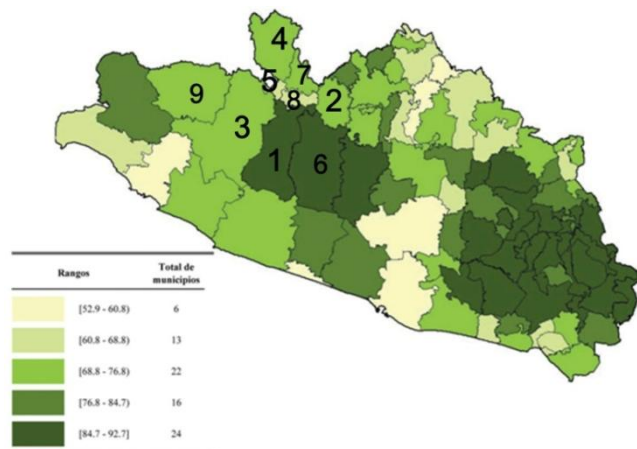 4
5
7
9
8
2
3
1
6
Rangos Total de municipios
[52.9 - 60.8) 6
[60.8 - 68.8) 13
[68.8 - 76.8) 22
[76.8 - 84.7) 16
[84.7 - 92.7] 24